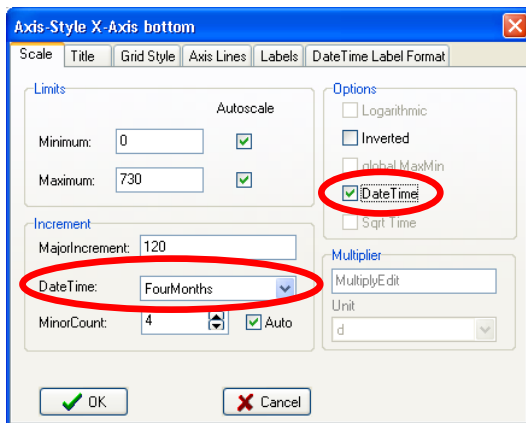 Axis-Style X-Axis bottom
Scale Title Grid Style Axis Lines Labels DateTime Label Format
Limits
Autoscale
Minimum: 0
Maximum: 730
Options
Logarithmic
Inverted
global MaxMin
DateTime
Sqrt Time
Increment
MajorIncrement: 120
DateTime: FourMonths
MinorCount: 4 Auto
Multiplier
MultiplyEdit
Unit
d
OK Cancel